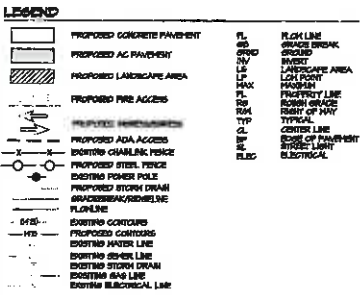 LEGEND
PROPOSED CONCRETE PAVEMENT
PROPOSED AC PAVEMENT
PROPOSED LANDSCAPE AREA
PROPOSED FIRE ACCESS
PROPOSED ADA ACCESS
EXISTING CHAINLINK FENCE
PROPOSED STEEL FENCE
EXISTING POWER POLE
PROPOSED STORM DRAIN
GRADEBREAK/RIDGELINE
FLOWLINE
EXISTING CONTOURS
PROPOSED CONTOURS
EXISTING WATER LINE
EXISTING SEWER LINE
EXISTING STORM DRAIN
EXISTING GAS LINE
EXISTING ELECTRICAL LINE
FL FLOW LINE
GB GRADE BREAK
GRND GROUND
INV INVERT
LS LANDSCAPE AREA
LP LOW POINT
MAX MAXIMUM
PL PROPERTY LINE
RG ROUGH GRADE
R/W RIGHT OF WAY
TYP TYPICAL
CL CENTER LINE
EP EDGE OF PAVEMENT
SL STREET LIGHT
ELEC ELECTRICAL